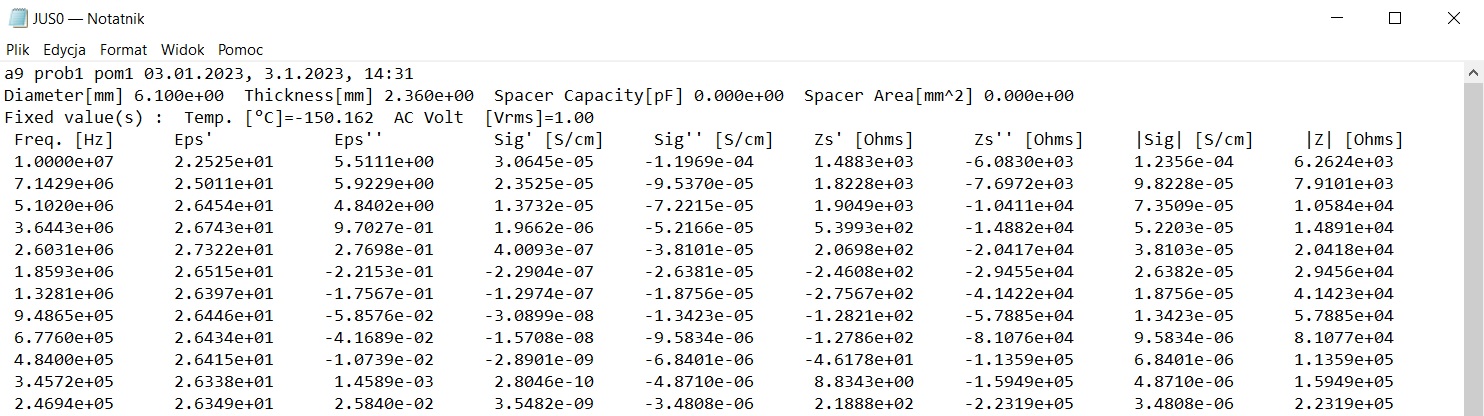 JUS0 — Notatnik
Plik Edycja Format Widok Pomoc
a9 prob1 pom1 03.01.2023, 3.1.2023, 14:31
Diameter[mm] 6.100e+00 Thickness[mm] 2.360e+00 Spacer Capacity[pF] 0.000e+00 Spacer Area[mm^2] 0.000e+00
Fixed value(s) : Temp. [°C]=-150.162 AC Volt [Vrms]=1.00
Freq. [Hz] Eps' Eps'' Sig' [S/cm] Sig'' [S/cm] Zs' [Ohms] Zs'' [Ohms] |Sig| [S/cm] |Z| [Ohms]
1.0000e+07 2.2525e+01 5.5111e+00 3.0645e-05 -1.1969e-04 1.4883e+03 -6.0830e+03 1.2356e-04 6.2624e+03
7.1429e+06 2.5011e+01 5.9229e+00 2.3525e-05 -9.5370e-05 1.8228e+03 -7.6972e+03 9.8228e-05 7.9101e+03
5.1020e+06 2.6454e+01 4.8402e+00 1.3732e-05 -7.2215e-05 1.9049e+03 -1.0411e+04 7.3509e-05 1.0584e+04
3.6443e+06 2.6743e+01 9.7027e-01 1.9662e-06 -5.2166e-05 5.3993e+02 -1.4882e+04 5.2203e-05 1.4891e+04
2.6031e+06 2.7322e+01 2.7698e-01 4.0093e-07 -3.8101e-05 2.0698e+02 -2.0417e+04 3.8103e-05 2.0418e+04
1.8593e+06 2.6515e+01 -2.2153e-01 -2.2904e-07 -2.6381e-05 -2.4608e+02 -2.9455e+04 2.6382e-05 2.9456e+04
1.3281e+06 2.6397e+01 -1.7567e-01 -1.2974e-07 -1.8756e-05 -2.7567e+02 -4.1422e+04 1.8756e-05 4.1423e+04
9.4865e+05 2.6446e+01 -5.8576e-02 -3.0899e-08 -1.3423e-05 -1.2821e+02 -5.7885e+04 1.3423e-05 5.7885e+04
6.7760e+05 2.6434e+01 -4.1689e-02 -1.5708e-08 -9.5834e-06 -1.2786e+02 -8.1076e+04 9.5834e-06 8.1077e+04
4.8400e+05 2.6415e+01 -1.0739e-02 -2.8901e-09 -6.8401e-06 -4.6178e+01 -1.1359e+05 6.8401e-06 1.1359e+05
3.4572e+05 2.6338e+01 1.4589e-03 2.8046e-10 -4.8710e-06 8.8343e+00 -1.5949e+05 4.8710e-06 1.5949e+05
2.4694e+05 2.6349e+01 2.5840e-02 3.5482e-09 -3.4808e-06 2.1888e+02 -2.2319e+05 3.4808e-06 2.2319e+05